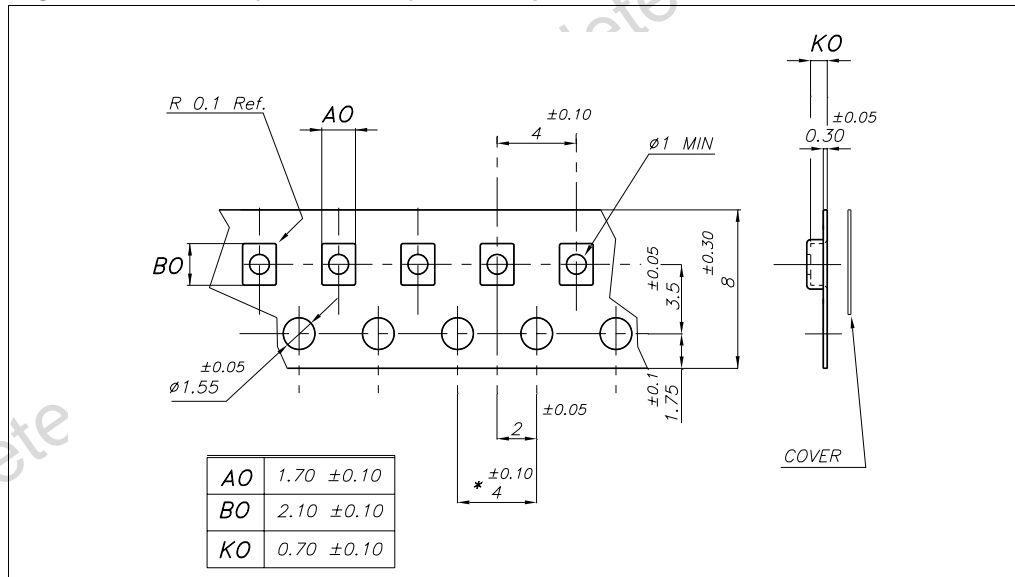 KO
R 0.1 Ref.
AO
±0.10
4
±0.05
0.30
ø1 MIN
BO
±0.05
3.5
±0.30
8
±0.05
ø1.55
±0.1
1.75
±0.05
2
COVER
* ±0.10
4
AO 1.70 ±0.10
BO 2.10 ±0.10
KO 0.70 ±0.10